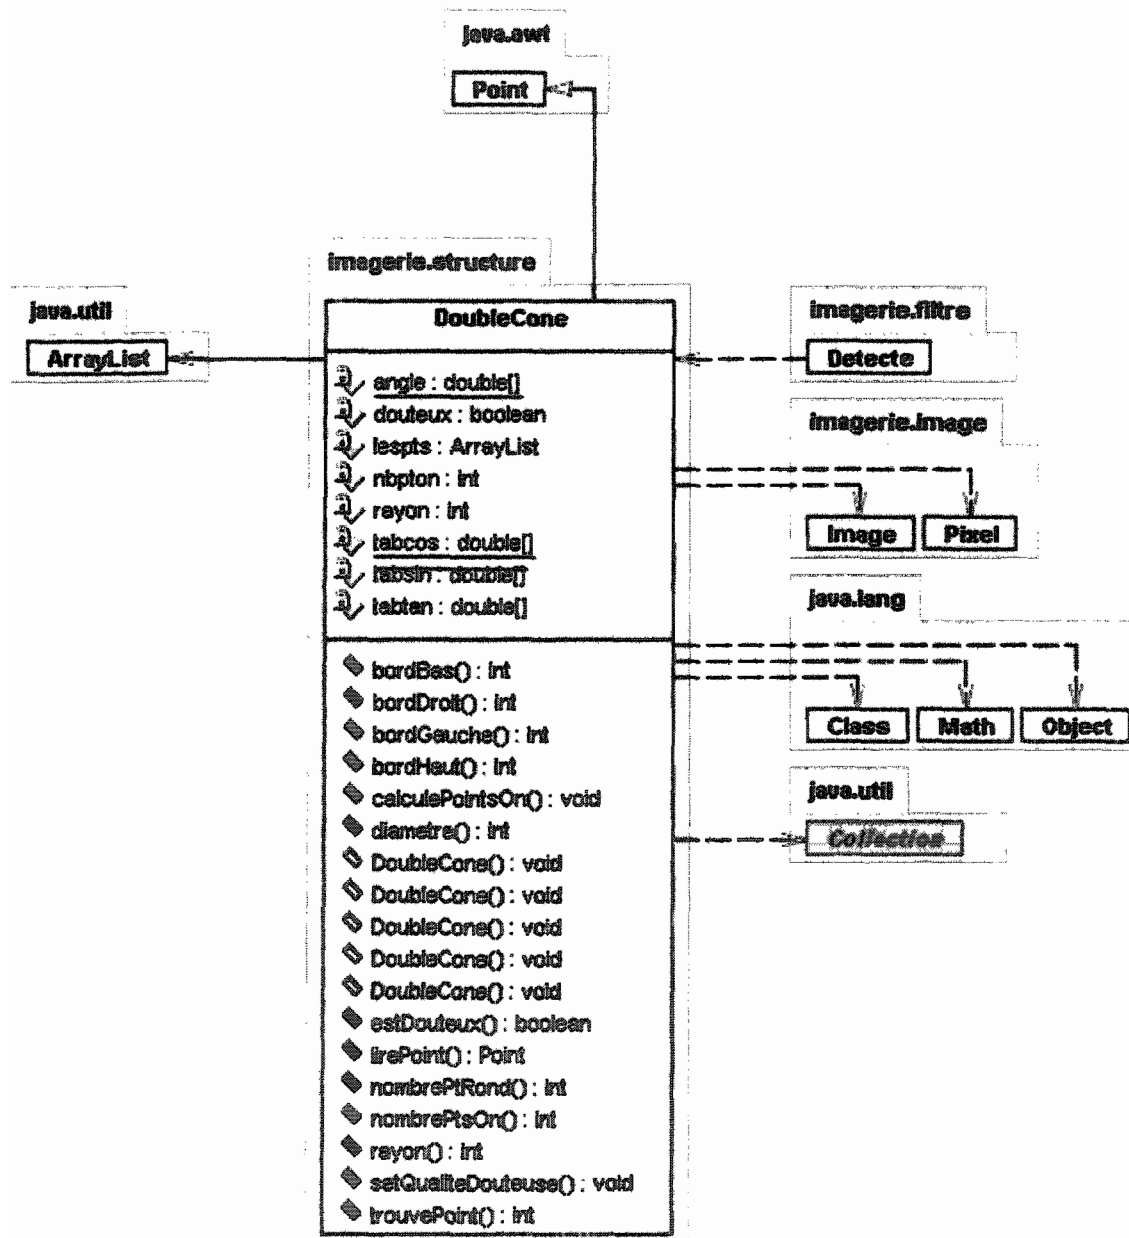 java.awt
Point
imagerie.structure
java.util
ArrayList
DoubleCone
imagerie.filtre
Detecte
angle : double[]
douteux : boolean
lespts : ArrayList
nbpton : int
rayon : int
tabcos : double[]
tabsin : double[]
tabtan : double[]
imagerie.image
Image
Pixel
java.lang
Class
Math
Object
java.util
Collection
bordBas() : int
bordDroit() : int
bordGauche() : int
bordHaut() : int
calculePointsOn() : void
diametre() : int
DoubleCone() : void
DoubleCone() : void
DoubleCone() : void
DoubleCone() : void
DoubleCone() : void
estDouteux() : boolean
lirePoint() : Point
nombrePtRond() : int
nombrePtsOn() : int
rayon() : int
setQualiteDouteuse() : void
trouvePoint() : int